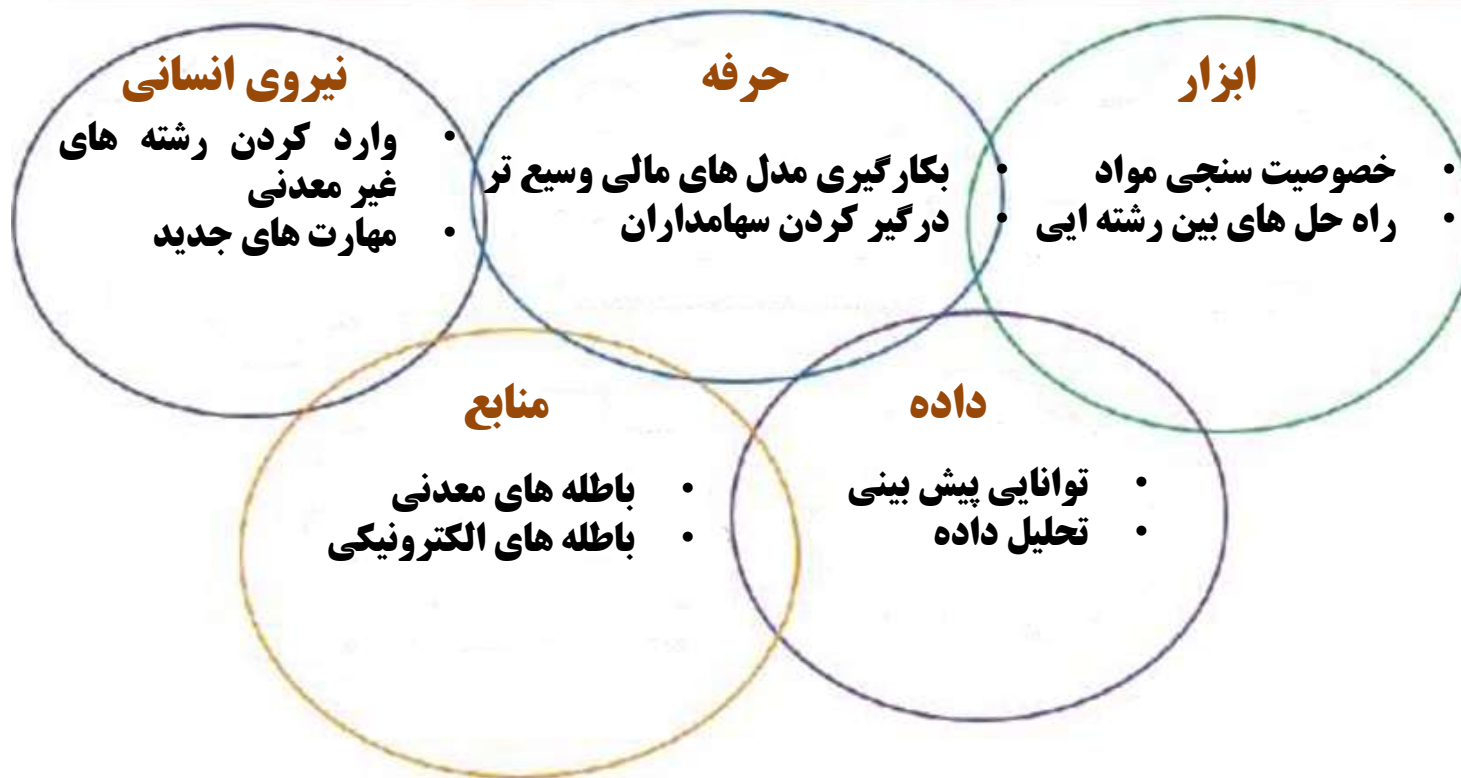 ابزار
• خصوصیت سنجی مواد
• راه حل های بین رشته ایی
حرفه
• بکارگیری مدل های مالی وسیع تر
• درگیر کردن سهامداران
نیروی انسانی
• وارد کردن رشته های
غیر معدنی
• مهارت های جدید
داده
• توانایی پیش بینی
• تحلیل داده
منابع
• باطله های معدنی
• باطله های الکترونیکی